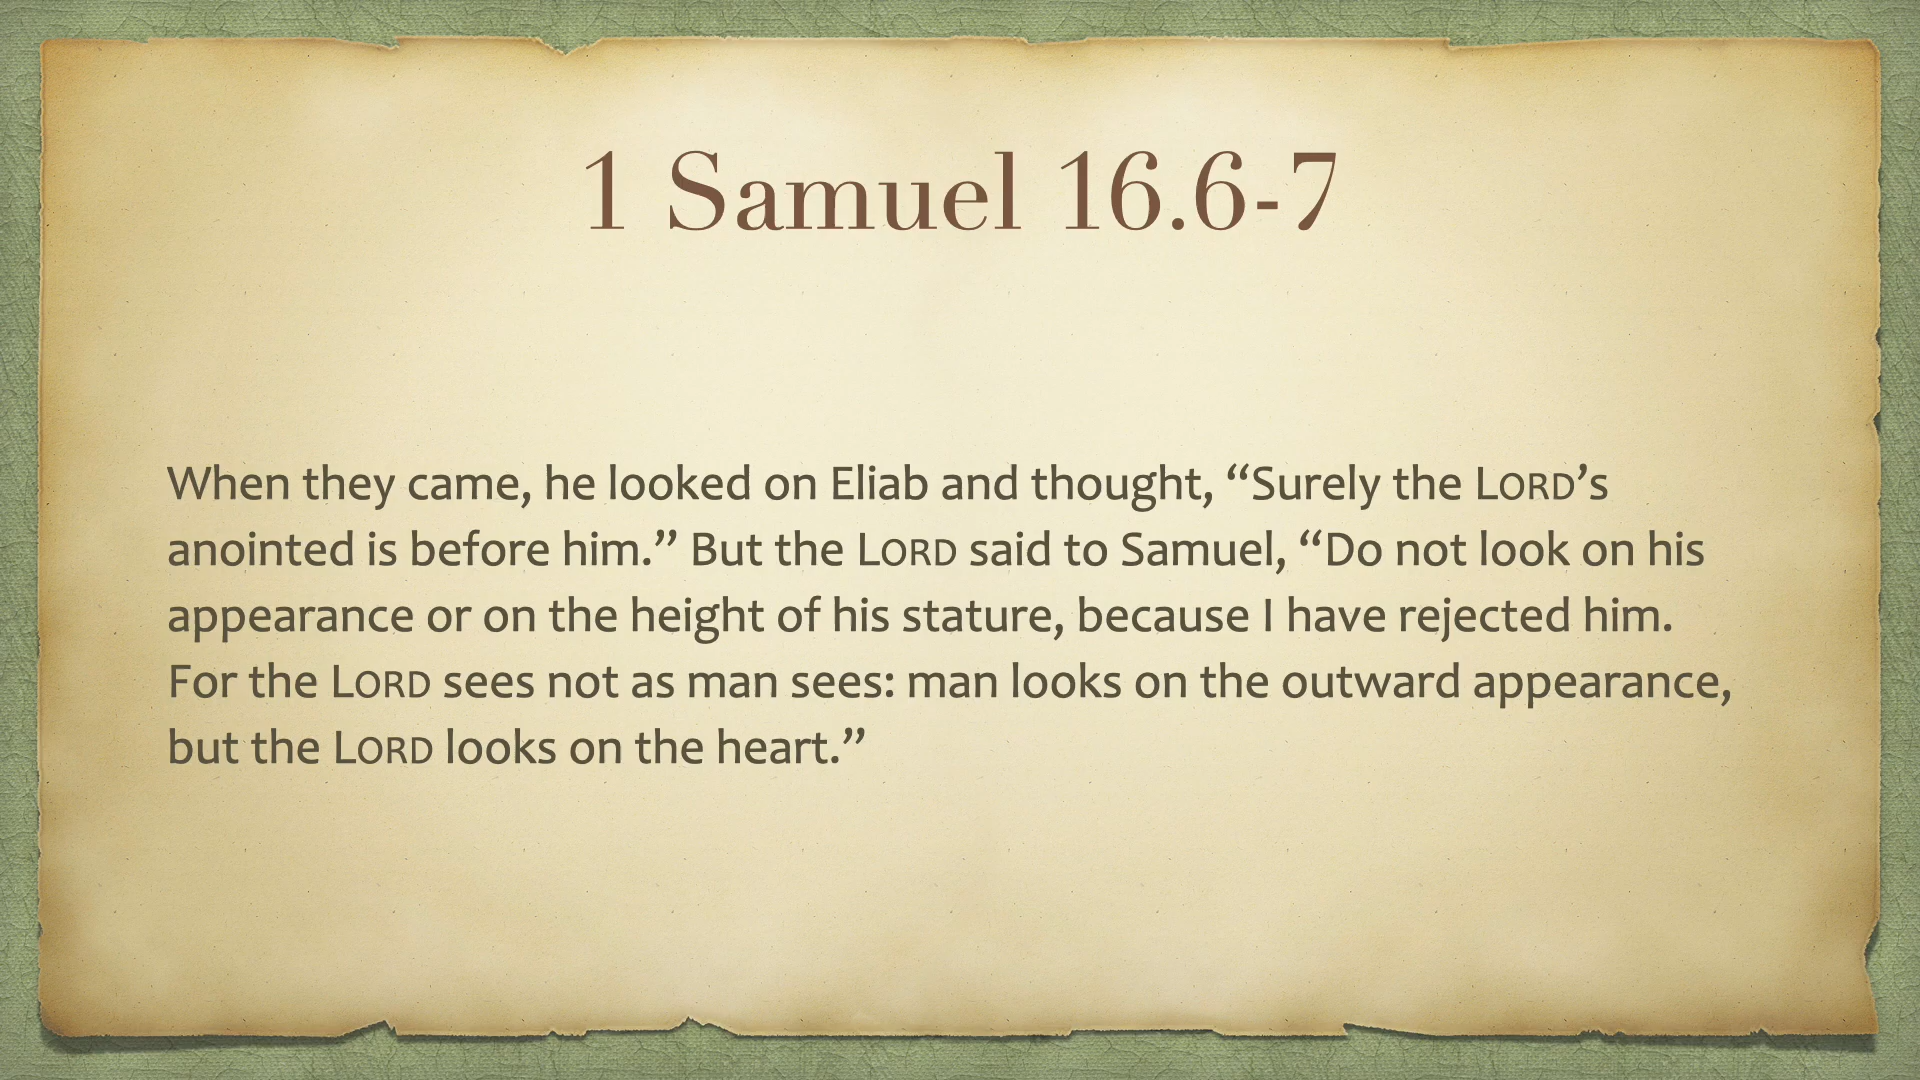 1 Samuel 16.6-7
When they came, he looked on Eliab and thought, “Surely the LORD’s
anointed is before him.” But the LORD said to Samuel, “Do not look on his
appearance or on the height of his stature, because I have rejected him.
For the LORD sees not as man sees: man looks on the outward appearance,
but the LORD looks on the heart.”